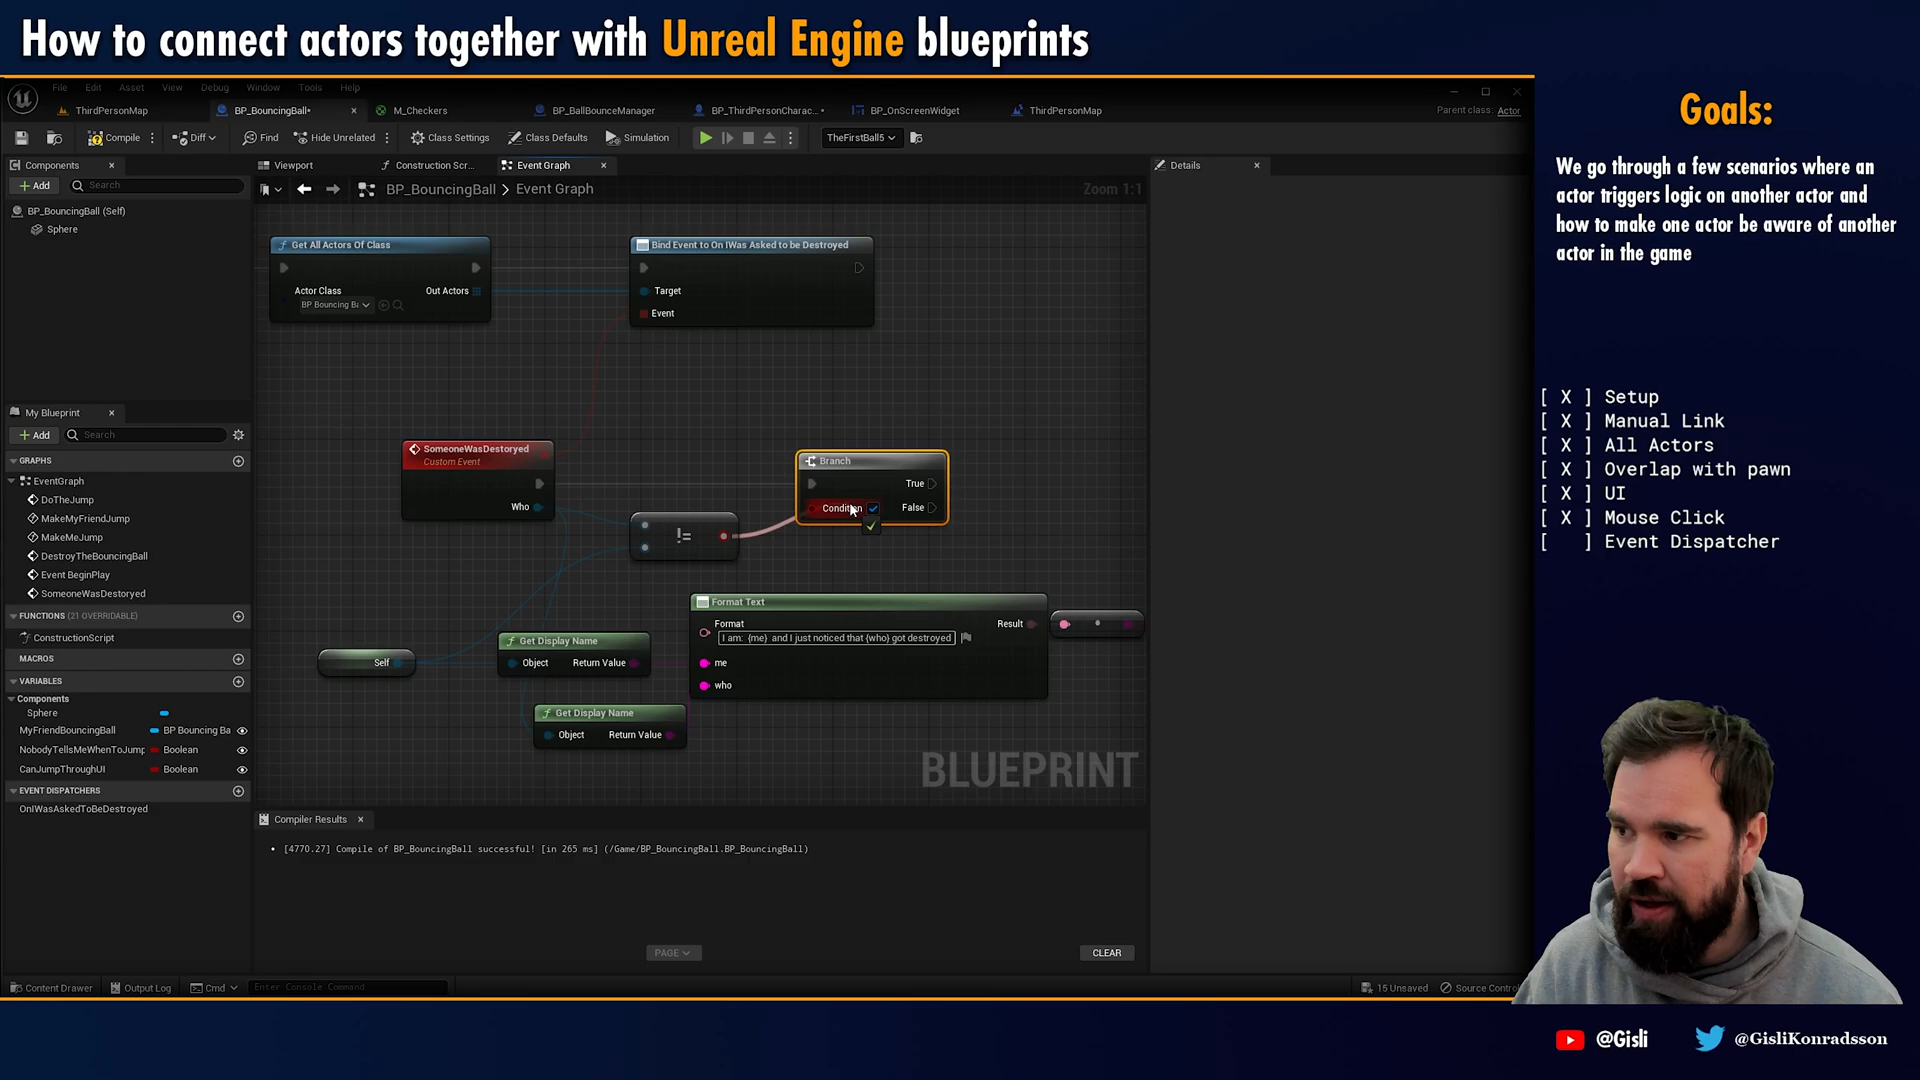 How to connect actors together with Unreal Engine blueprints
File Edit Asset View Debug Window Tools Help
ThirdPersonMap
BP_BouncingBall*
M_Checkers
BP_BallBounceManager
BP_ThirdPersonCharac... •
BP_OnScreenWidget
ThirdPersonMap
Parent class: Actor
Compile
Diff
Find
Hide Unrelated
Class Settings
Class Defaults
Simulation
TheFirstBall5
Components
Add
Search
BP_BouncingBall (Self)
Sphere
My Blueprint
Add
Search
GRAPHS
EventGraph
DoTheJump
MakeMyFriendJump
MakeMeJump
DestroyTheBouncingBall
Event BeginPlay
SomeoneWasDestoryed
FUNCTIONS (21 OVERRIDABLE)
ConstructionScript
MACROS
VARIABLES
Components
Sphere
MyFriendBouncingBall BP Bouncing Ba
NobodyTellsMeWhenToJump Boolean
CanJumpThroughUI Boolean
EVENT DISPATCHERS
OnIWasAskedToBeDestroyed
Viewport
Construction Scr...
Event Graph
BP_BouncingBall > Event Graph
Zoom 1:1
Get All Actors Of Class
Actor Class
BP Bouncing Ba
Out Actors
Bind Event to On IWas Asked to be Destroyed
Target
Event
SomeoneWasDestoryed
Custom Event
Who
!=
Branch
True
Condition
False
Self
Get Display Name
Object Return Value
Get Display Name
Object Return Value
Format Text
Format
Result
I am: {me} and I just noticed that {who} got destroyed
me
who
BLUEPRINT
Compiler Results
• [4770.27] Compile of BP_BouncingBall successful! [in 265 ms] (/Game/BP_BouncingBall.BP_BouncingBall)
PAGE
CLEAR
Details
Content Drawer
Output Log
Cmd
Enter Console Command
15 Unsaved
Source Contro
Goals:
We go through a few scenarios where an
actor triggers logic on another actor and
how to make one actor be aware of another
actor in the game
[ X ] Setup
[ X ] Manual Link
[ X ] All Actors
[ X ] Overlap with pawn
[ X ] UI
[ X ] Mouse Click
[   ] Event Dispatcher
@Gisli
@GisliKonradsson